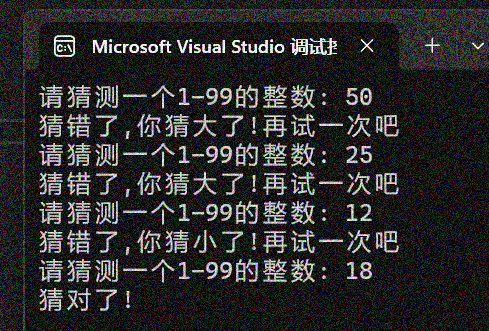 Microsoft Visual Studio 调试
请猜测一个1-99的整数: 50
猜错了,你猜大了!再试一次吧
请猜测一个1-99的整数: 25
猜错了,你猜大了!再试一次吧
请猜测一个1-99的整数: 12
猜错了,你猜小了!再试一次吧
请猜测一个1-99的整数: 18
猜对了!